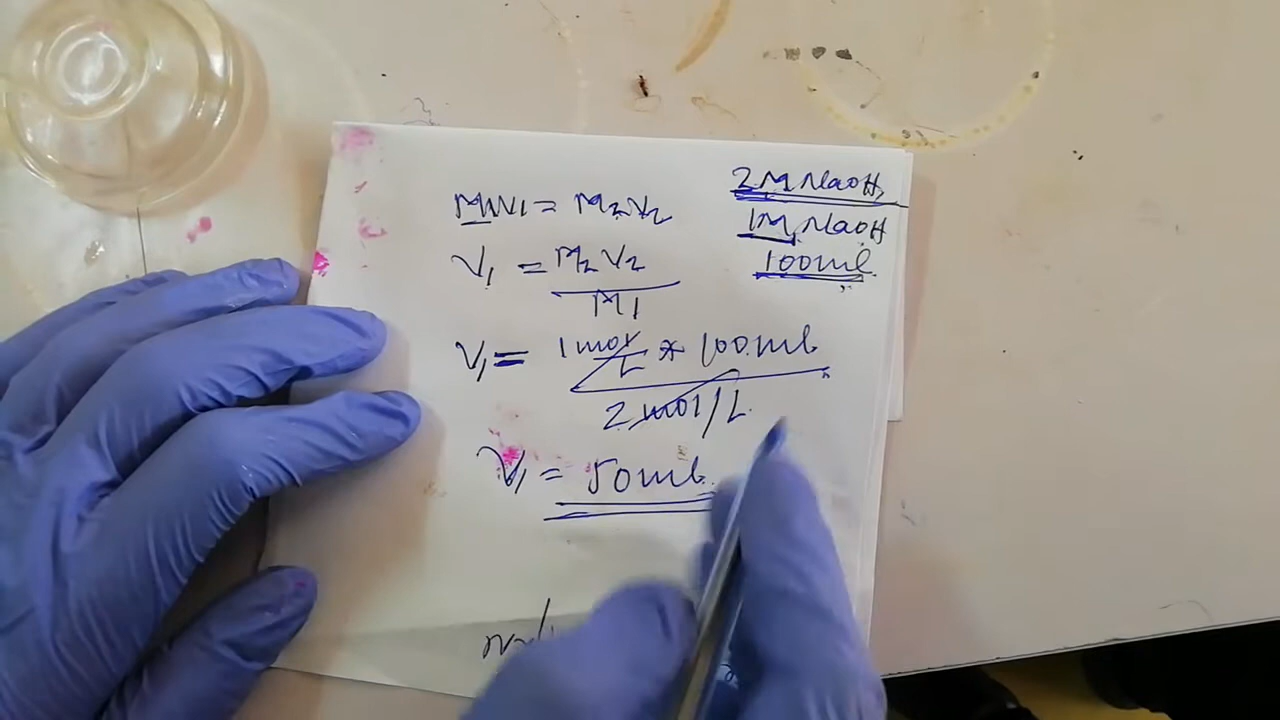 M1V1 = M2V2
V1 = M2V2
M1
V1 = 1mol/L * 100ml
2mol/L
V1 = 50ml
2M NaOH
1M NaOH
100ml